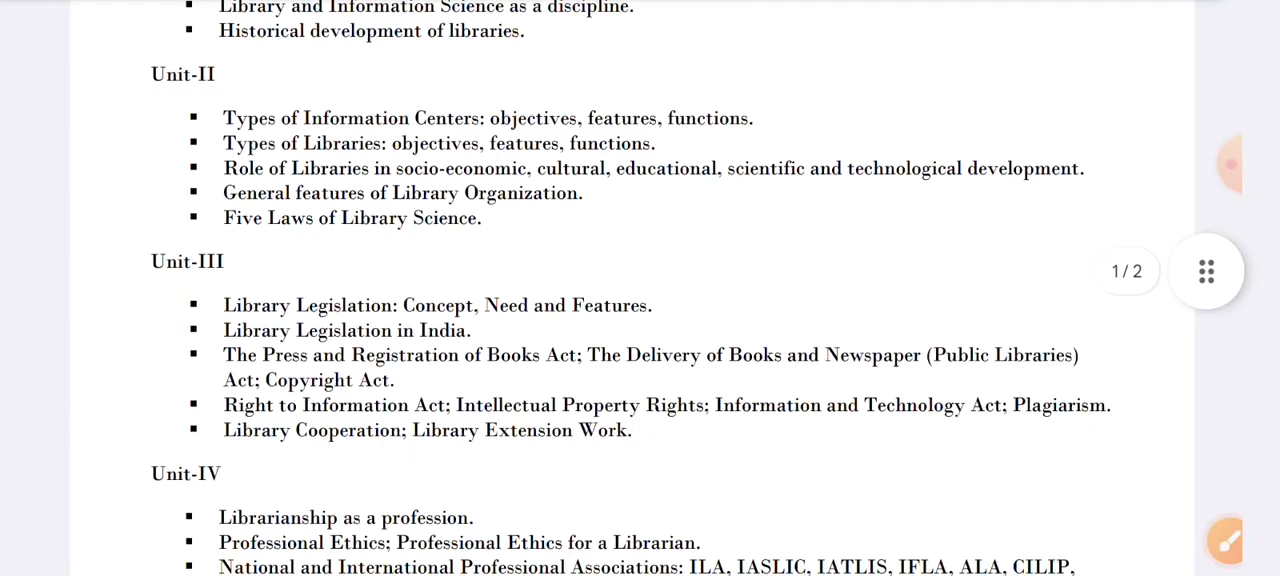 ▪ Library and Information Science as a discipline.
▪ Historical development of libraries.
Unit-II
▪ Types of Information Centers: objectives, features, functions.
▪ Types of Libraries: objectives, features, functions.
▪ Role of Libraries in socio-economic, cultural, educational, scientific and technological development.
▪ General features of Library Organization.
▪ Five Laws of Library Science.
Unit-III
▪ Library Legislation: Concept, Need and Features.
▪ Library Legislation in India.
▪ The Press and Registration of Books Act; The Delivery of Books and Newspaper (Public Libraries)
Act; Copyright Act.
▪ Right to Information Act; Intellectual Property Rights; Information and Technology Act; Plagiarism.
▪ Library Cooperation; Library Extension Work.
Unit-IV
▪ Librarianship as a profession.
▪ Professional Ethics; Professional Ethics for a Librarian.
▪ National and International Professional Associations: ILA, IASLIC, IATLIS, IFLA, ALA, CILIP,
1/2